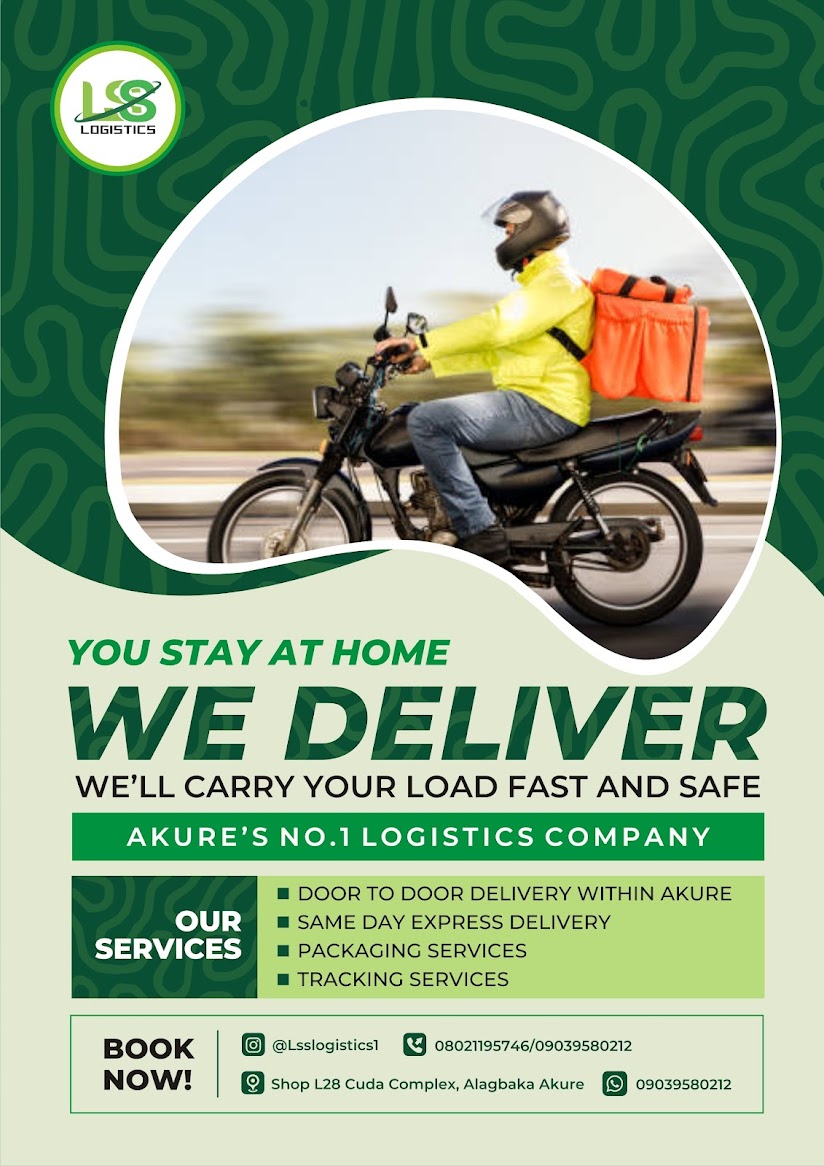 LSS
LOGISTICS
YOU STAY AT HOME
WE DELIVER
WE'LL CARRY YOUR LOAD FAST AND SAFE
AKURE'S NO.1 LOGISTICS COMPANY
OUR
SERVICES
DOOR TO DOOR DELIVERY WITHIN AKURE
SAME DAY EXPRESS DELIVERY
PACKAGING SERVICES
TRACKING SERVICES
BOOK
NOW!
@Lsslogistics1 08021195746/09039580212
Shop L28 Cuda Complex, Alagbaka Akure 09039580212